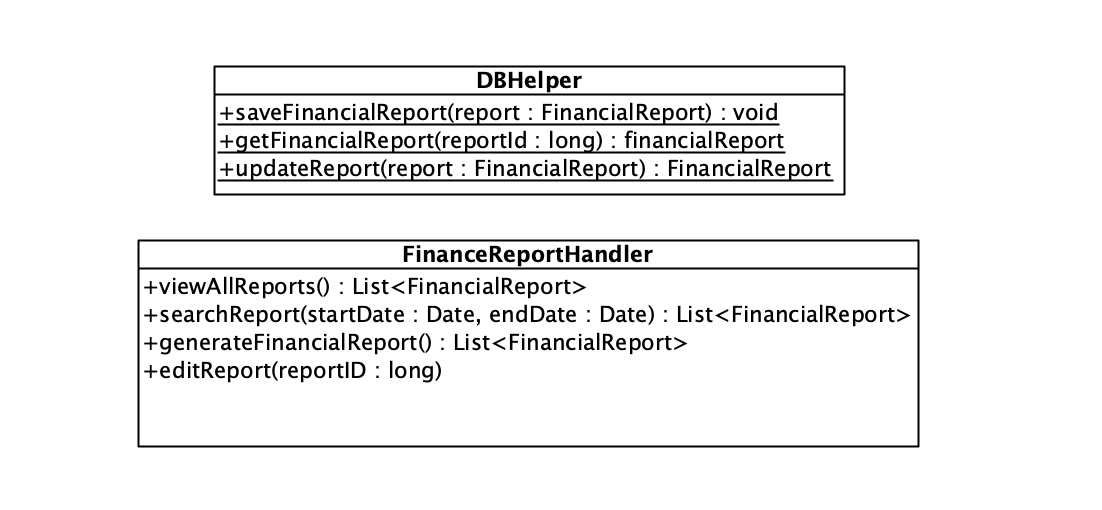 DBHelper
+saveFinancialReport(report : FinancialReport) : void
+getFinancialReport(reportId : long) : financialReport
+updateReport(report : FinancialReport) : FinancialReport
FinanceReportHandler
+viewAllReports() : List<FinancialReport>
+searchReport(startDate : Date, endDate : Date) : List<FinancialReport>
+generateFinancialReport() : List<FinancialReport>
+editReport(reportID : long)